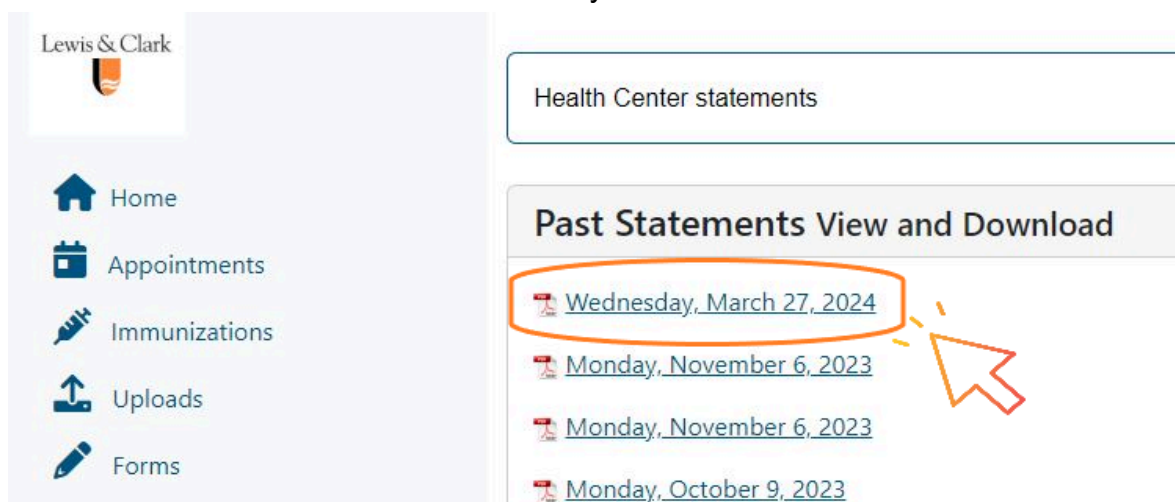 Lewis & Clark
Health Center statements
Home
Appointments
Immunizations
Uploads
Forms
Past Statements View and Download
Wednesday, March 27, 2024
Monday, November 6, 2023
Monday, November 6, 2023
Monday, October 9, 2023